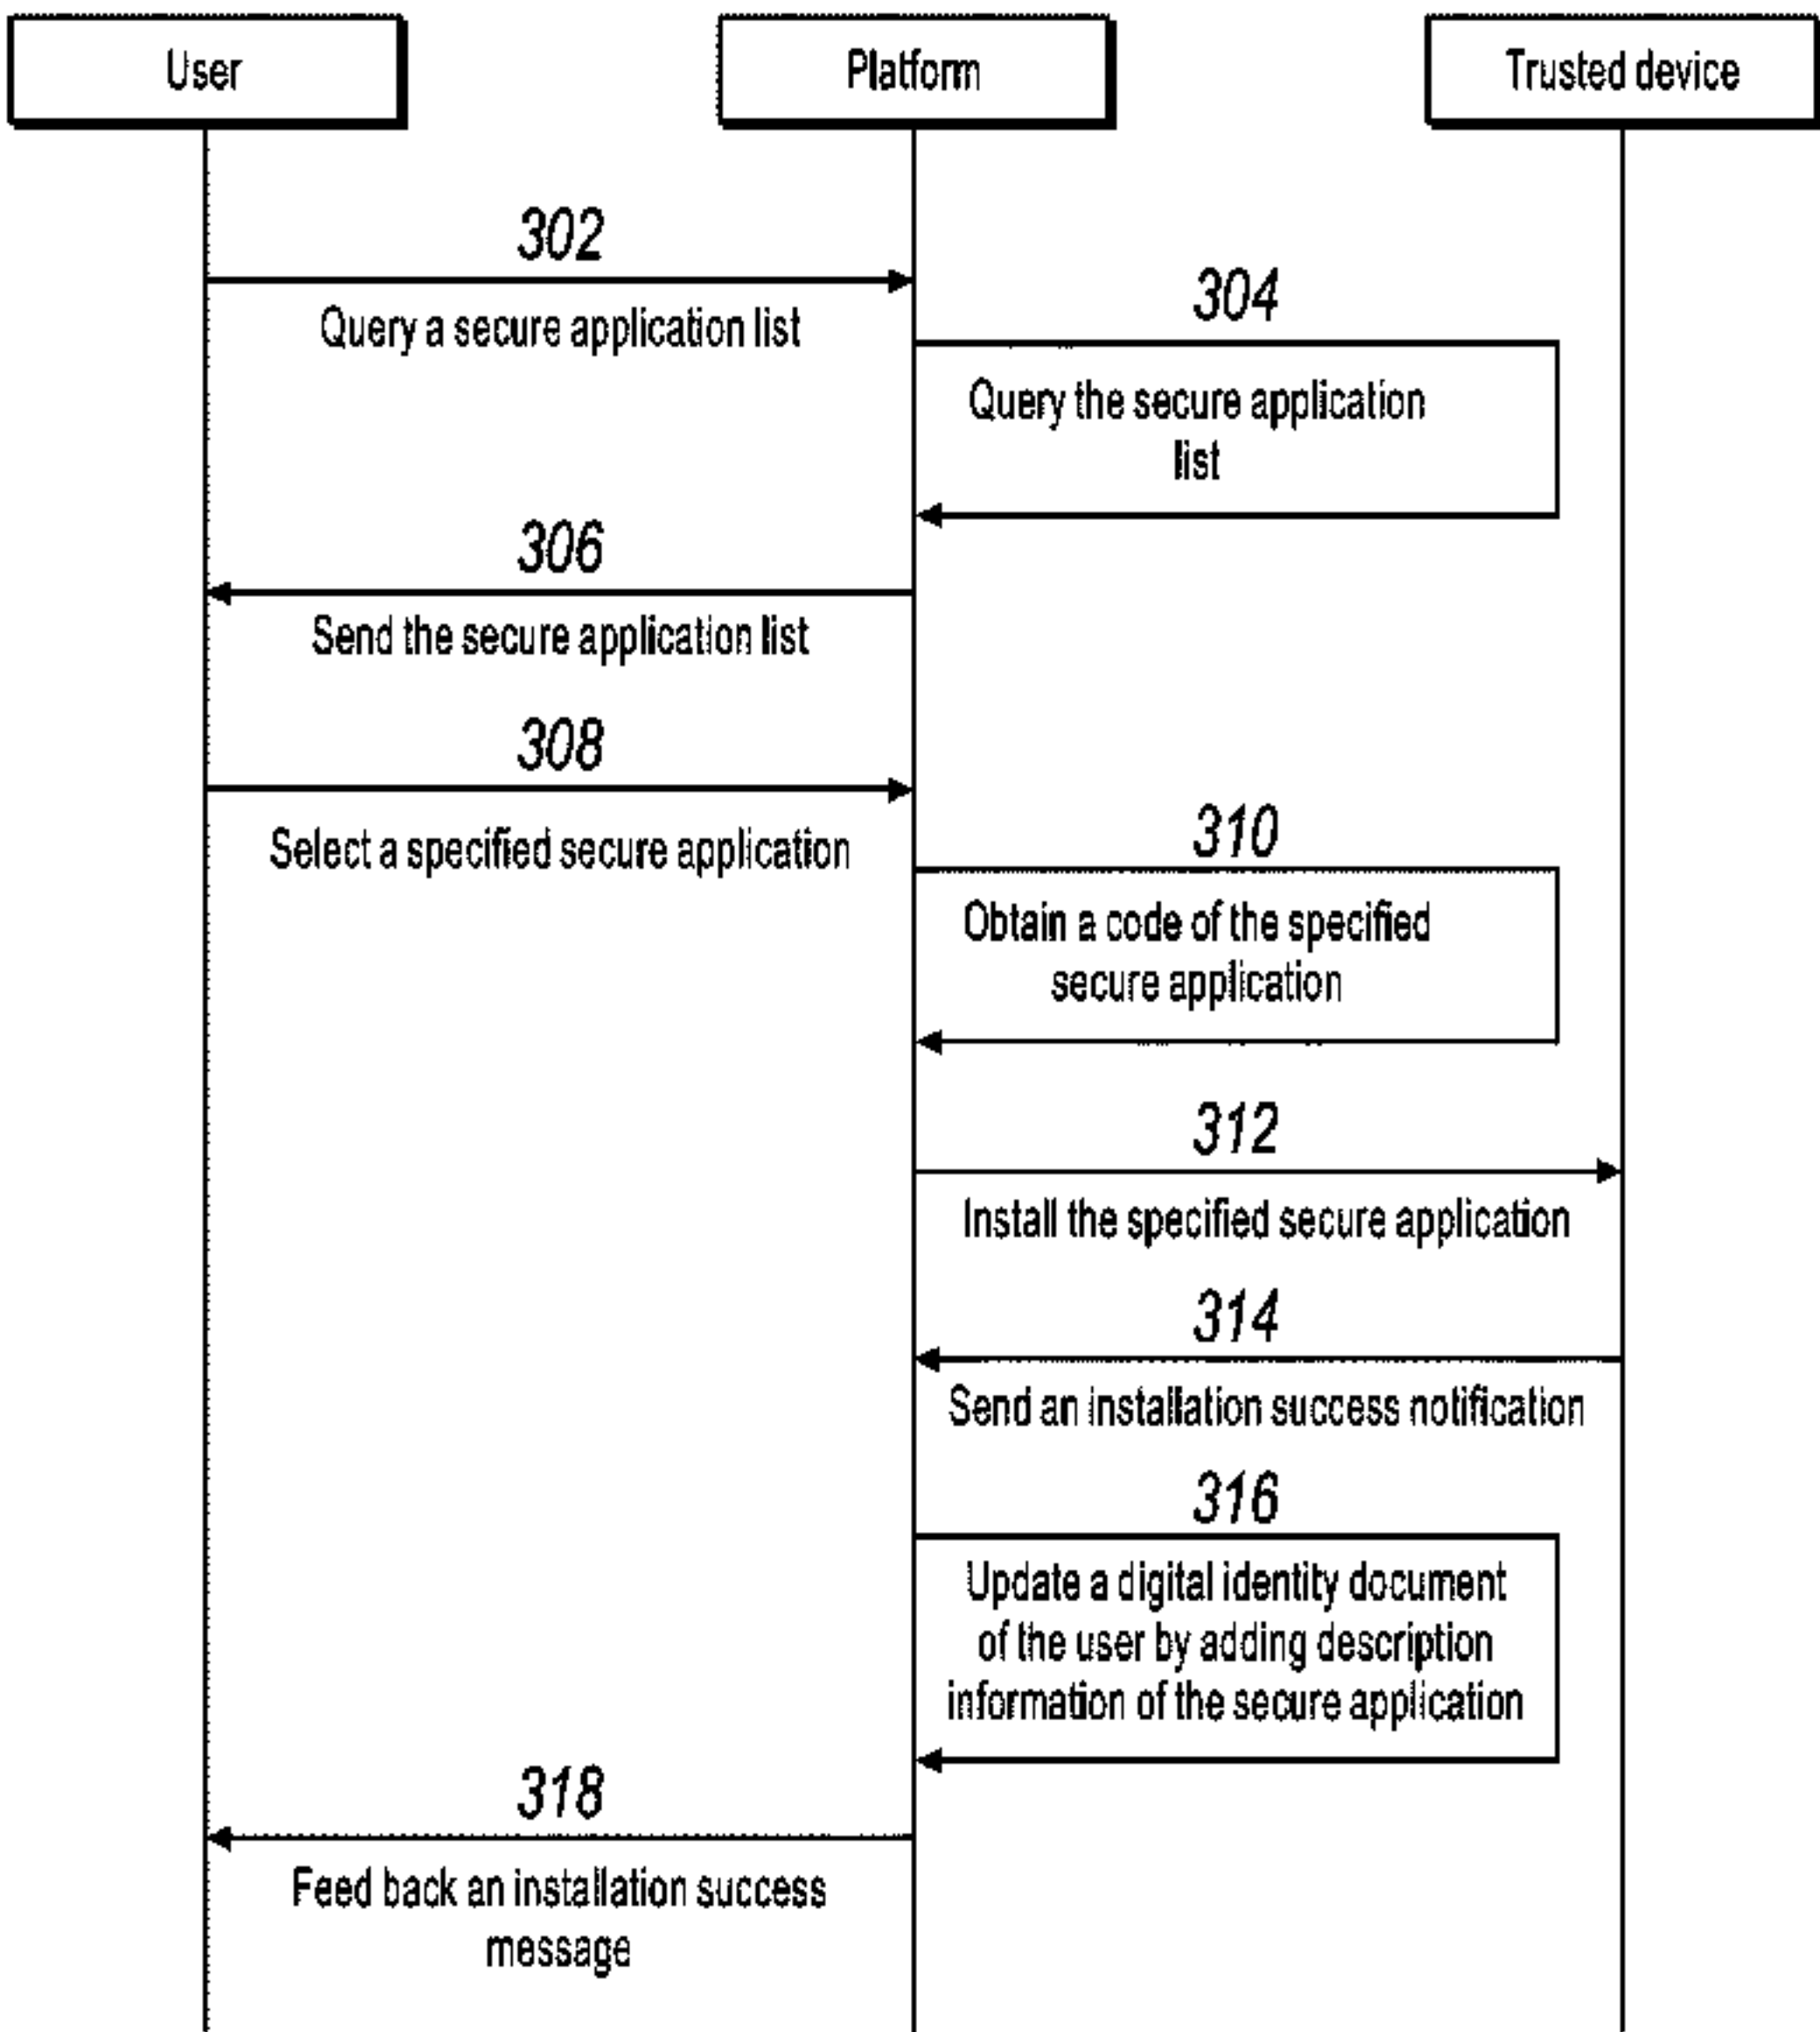 User
Platform
Trusted device
302
Query a secure application list
304
Query the secure application
list
306
Send the secure application list
308
Select a specified secure application
310
Obtain a code of the specified
secure application
312
Install the specified secure application
314
Send an installation success notification
316
Update a digital identity document
of the user by adding description
information of the secure application
318
Feed back an installation success
message